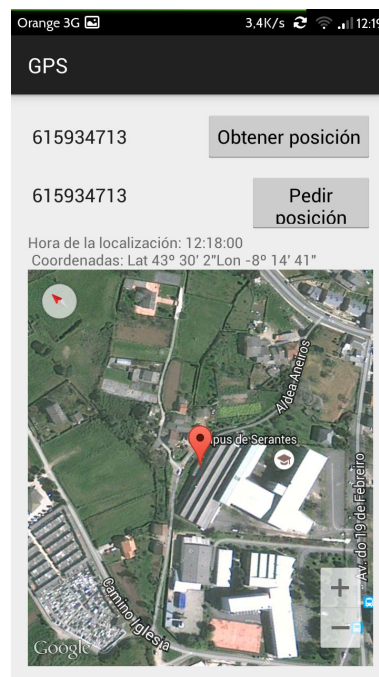 Orange 3G 3,4K/s 12:19
GPS
615934713 Obtener posición
615934713 Pedir
posición
Hora de la localización: 12:18:00
Coordenadas: Lat 43º 30' 2"Lon -8º 14' 41"
Aldea Aneiros
pus de Serantes
Av. do 19 de Febreiro
Camino Iglesia
+
−
Google